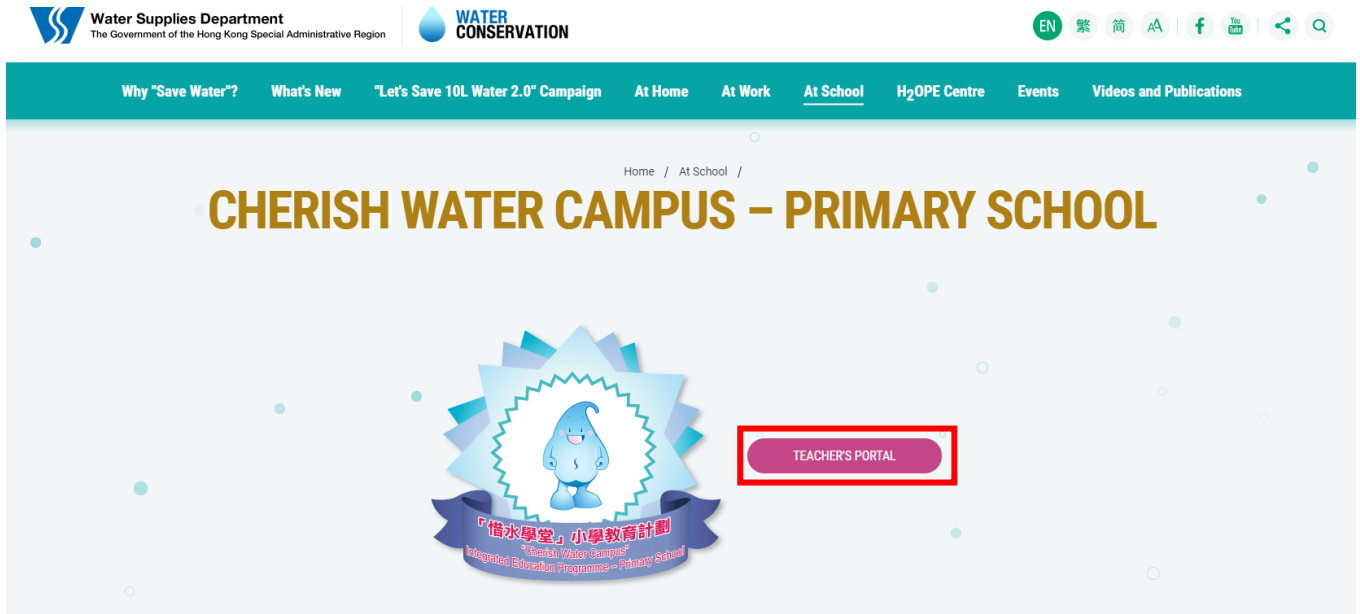 Water Supplies Department
The Government of the Hong Kong Special Administrative Region
WATER
CONSERVATION
EN 繁 简 AA f You Tube
Why "Save Water"? What's New "Let's Save 10L Water 2.0" Campaign At Home At Work At School H₂OPE Centre Events Videos and Publications
Home / At School /
CHERISH WATER CAMPUS – PRIMARY SCHOOL
TEACHER'S PORTAL
「惜水學堂」小學教育計劃
"Cherish Water Campus"
Integrated Education Programme – Primary School